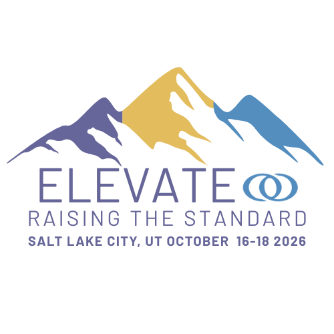 ELEVATE
RAISING THE STANDARD
SALT LAKE CITY, UT OCTOBER 16-18 2026